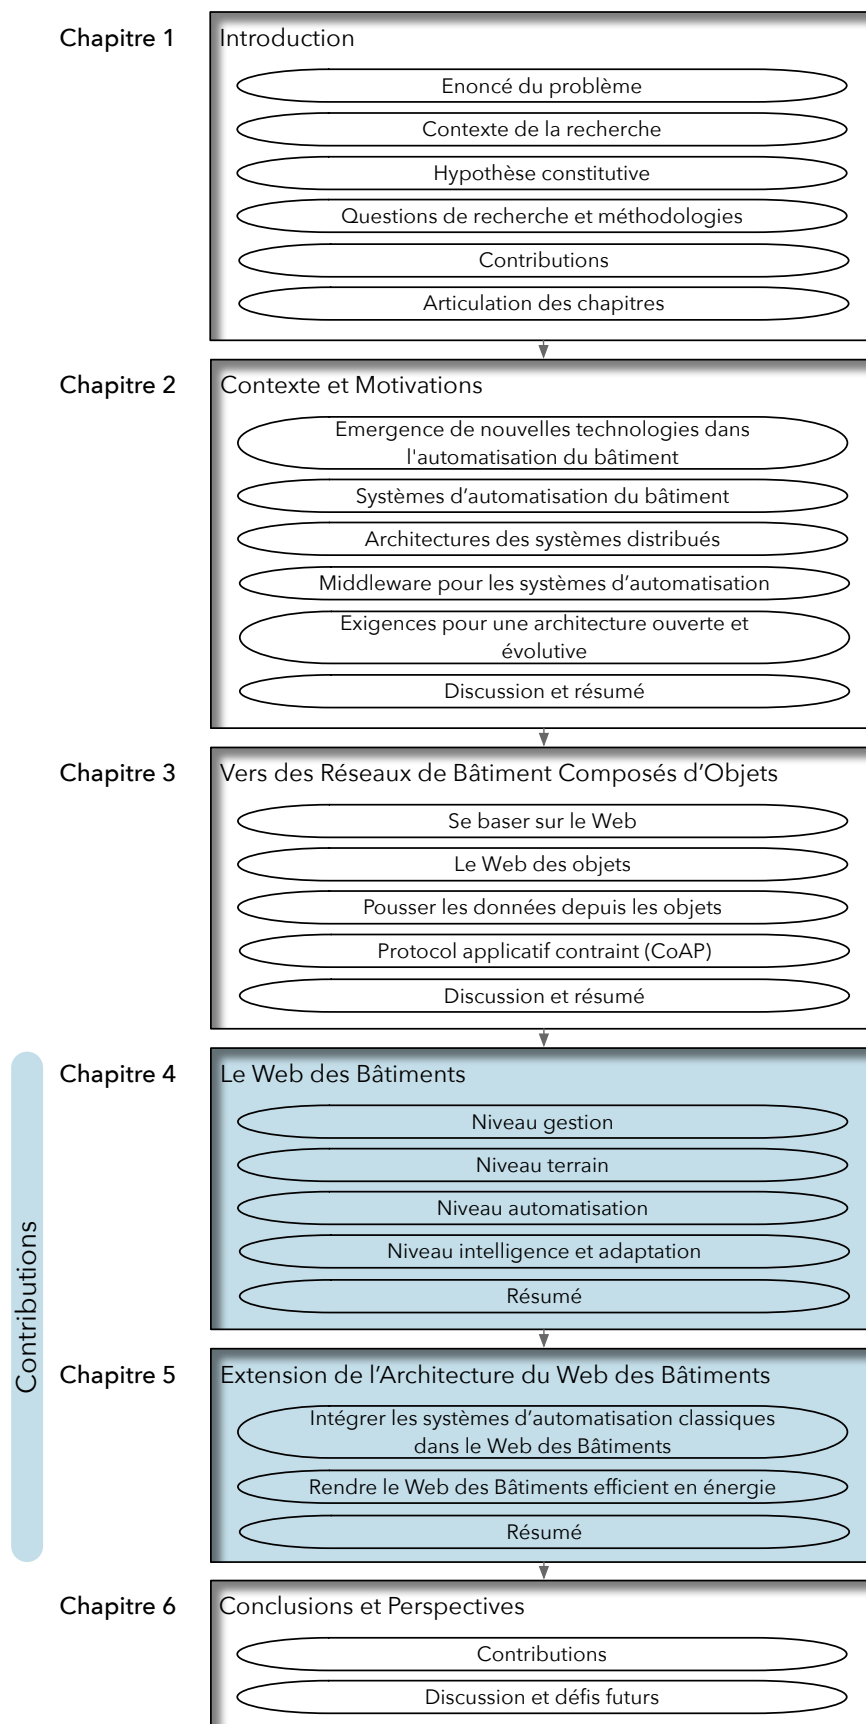 Chapitre 1
Introduction
Enoncé du problème
Contexte de la recherche
Hypothèse constitutive
Questions de recherche et méthodologies
Contributions
Articulation des chapitres
Chapitre 2
Contexte et Motivations
Emergence de nouvelles technologies dans
l'automatisation du bâtiment
Systèmes d’automatisation du bâtiment
Architectures des systèmes distribués
Middleware pour les systèmes d’automatisation
Exigences pour une architecture ouverte et
évolutive
Discussion et résumé
Chapitre 3
Vers des Réseaux de Bâtiment Composés d’Objets
Se baser sur le Web
Le Web des objets
Pousser les données depuis les objets
Protocol applicatif contraint (CoAP)
Discussion et résumé
Contributions
Chapitre 4
Le Web des Bâtiments
Niveau gestion
Niveau terrain
Niveau automatisation
Niveau intelligence et adaptation
Résumé
Chapitre 5
Extension de l’Architecture du Web des Bâtiments
Intégrer les systèmes d’automatisation classiques
dans le Web des Bâtiments
Rendre le Web des Bâtiments efficient en énergie
Résumé
Chapitre 6
Conclusions et Perspectives
Contributions
Discussion et défis futurs